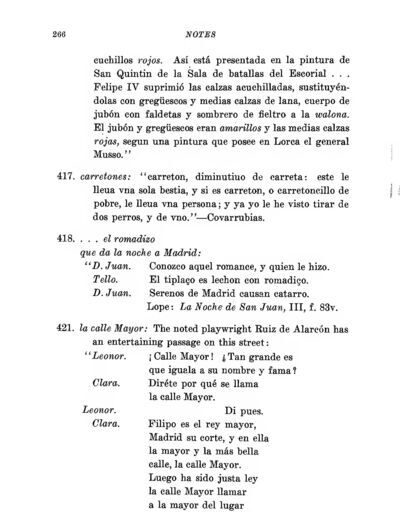 266 NOTES
cuchillos rojos. Así está presentada en la pintura de
San Quintin de la Sala de batallas del Escorial . . .
Felipe IV suprimió las calzas acuchilladas, sustituyén-
dolas con gregüescos y medias calzas de lana, cuerpo de
jubón con faldetas y sombrero de fieltro a la walona.
El jubón y gregüescos eran amarillos y las medias calzas
rojas, segun una pintura que posee en Lorca el general
Musso."
417. carretones: "carreton, diminutiuo de carreta: este le
lleua vna sola bestia, y si es carreton, o carretoncillo de
pobre, le lleua vna persona; y ya yo le he visto tirar de
dos perros, y de vno."—Covarrubias.
418. . . . el romadizo
que da la noche a Madrid:
"D. Juan. Conozco aquel romance, y quien le hizo.
Tello. El tiplaço es lechon con romadiço.
D. Juan. Serenos de Madrid causan catarro.
Lope: La Noche de San Juan, III, f. 83v.
421. la calle Mayor: The noted playwright Ruiz de Alarcón has
an entertaining passage on this street:
"Leonor. ¡Calle Mayor! ¿Tan grande es
que iguala a su nombre y fama?
Clara. Diréte por qué se llama
la calle Mayor.
Leonor. Di pues.
Clara. Filipo es el rey mayor,
Madrid su corte, y en ella
la mayor y la más bella
calle, la calle Mayor.
Luego ha sido justa ley
la calle Mayor llamar
a la mayor del lugar